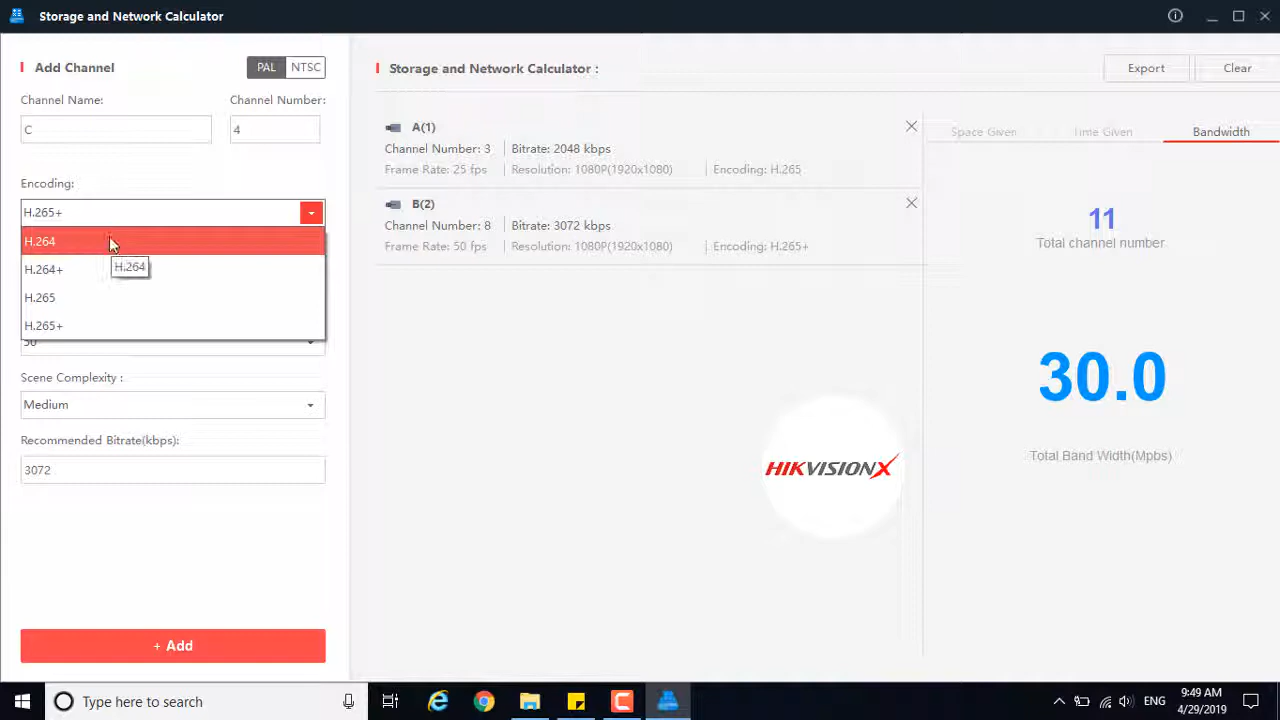 Storage and Network Calculator
Add Channel
PAL NTSC
Channel Name: Channel Number:
C 4
Encoding:
H.265+
H.264
H.264
H.264+
H.265
H.265+
50
Scene Complexity :
Medium
Recommended Bitrate(kbps):
3072
+ Add
Storage and Network Calculator :
Export Clear
A(1)
Channel Number: 3 Bitrate: 2048 kbps
Frame Rate: 25 fps Resolution: 1080P(1920x1080) Encoding: H.265
B(2)
Channel Number: 8 Bitrate: 3072 kbps
Frame Rate: 50 fps Resolution: 1080P(1920x1080) Encoding: H.265+
Space Given Time Given Bandwidth
11
Total channel number
30.0
Total Band Width(Mpbs)
HIKVISIONX
Type here to search
ENG
9:49 AM
4/29/2019